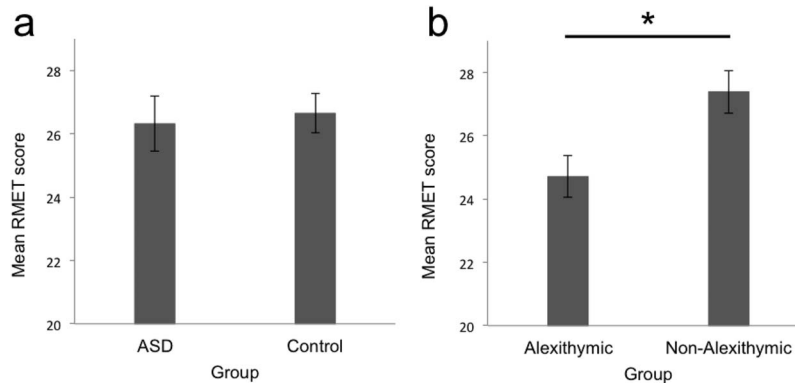 a
Mean RMET score
28
26
24
22
20
ASD Control
Group
b
*
Mean RMET score
28
26
24
22
20
Alexithymic Non-Alexithymic
Group